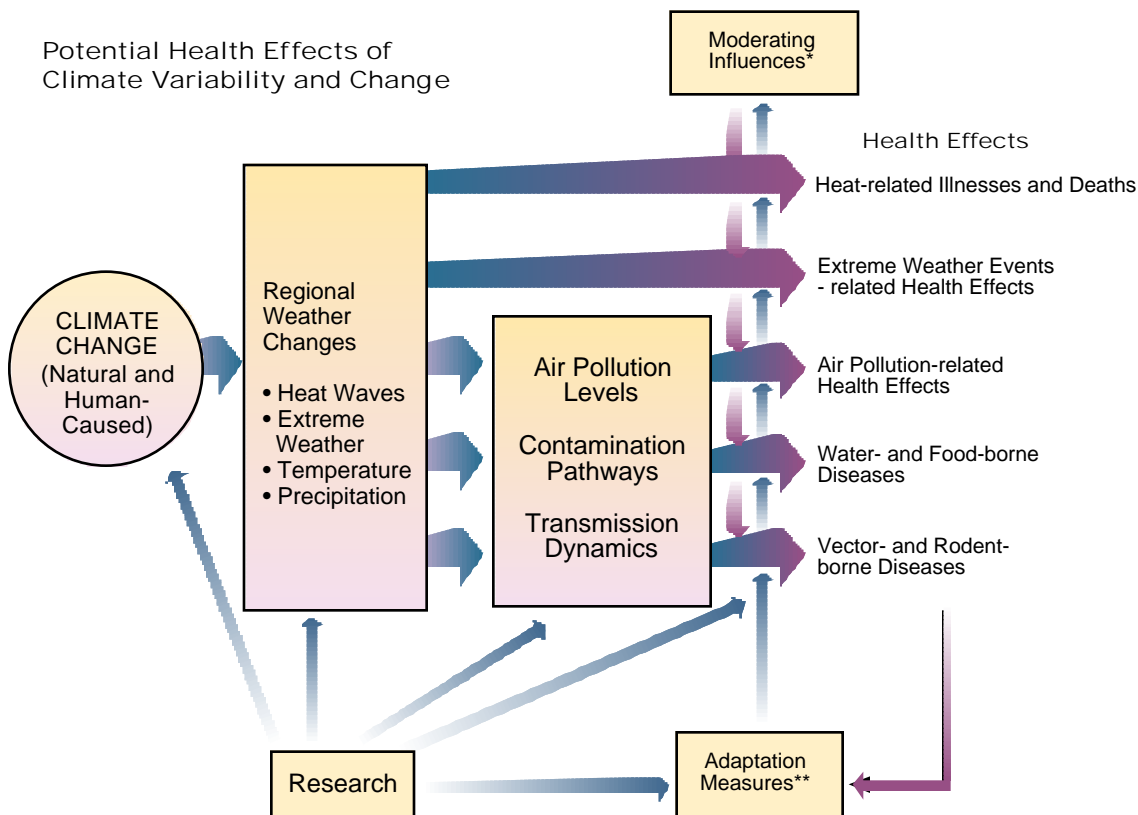 Potential Health Effects of
Climate Variability and Change
Moderating
Influences*
Health Effects
Heat-related Illnesses and Deaths
Extreme Weather Events
- related Health Effects
Air Pollution-related
Health Effects
Water- and Food-borne
Diseases
Vector- and Rodent-
borne Diseases
CLIMATE
CHANGE
(Natural and
Human-
Caused)
Regional
Weather
Changes
• Heat Waves
• Extreme
Weather
• Temperature
• Precipitation
Air Pollution
Levels
Contamination
Pathways
Transmission
Dynamics
Research
Adaptation
Measures**